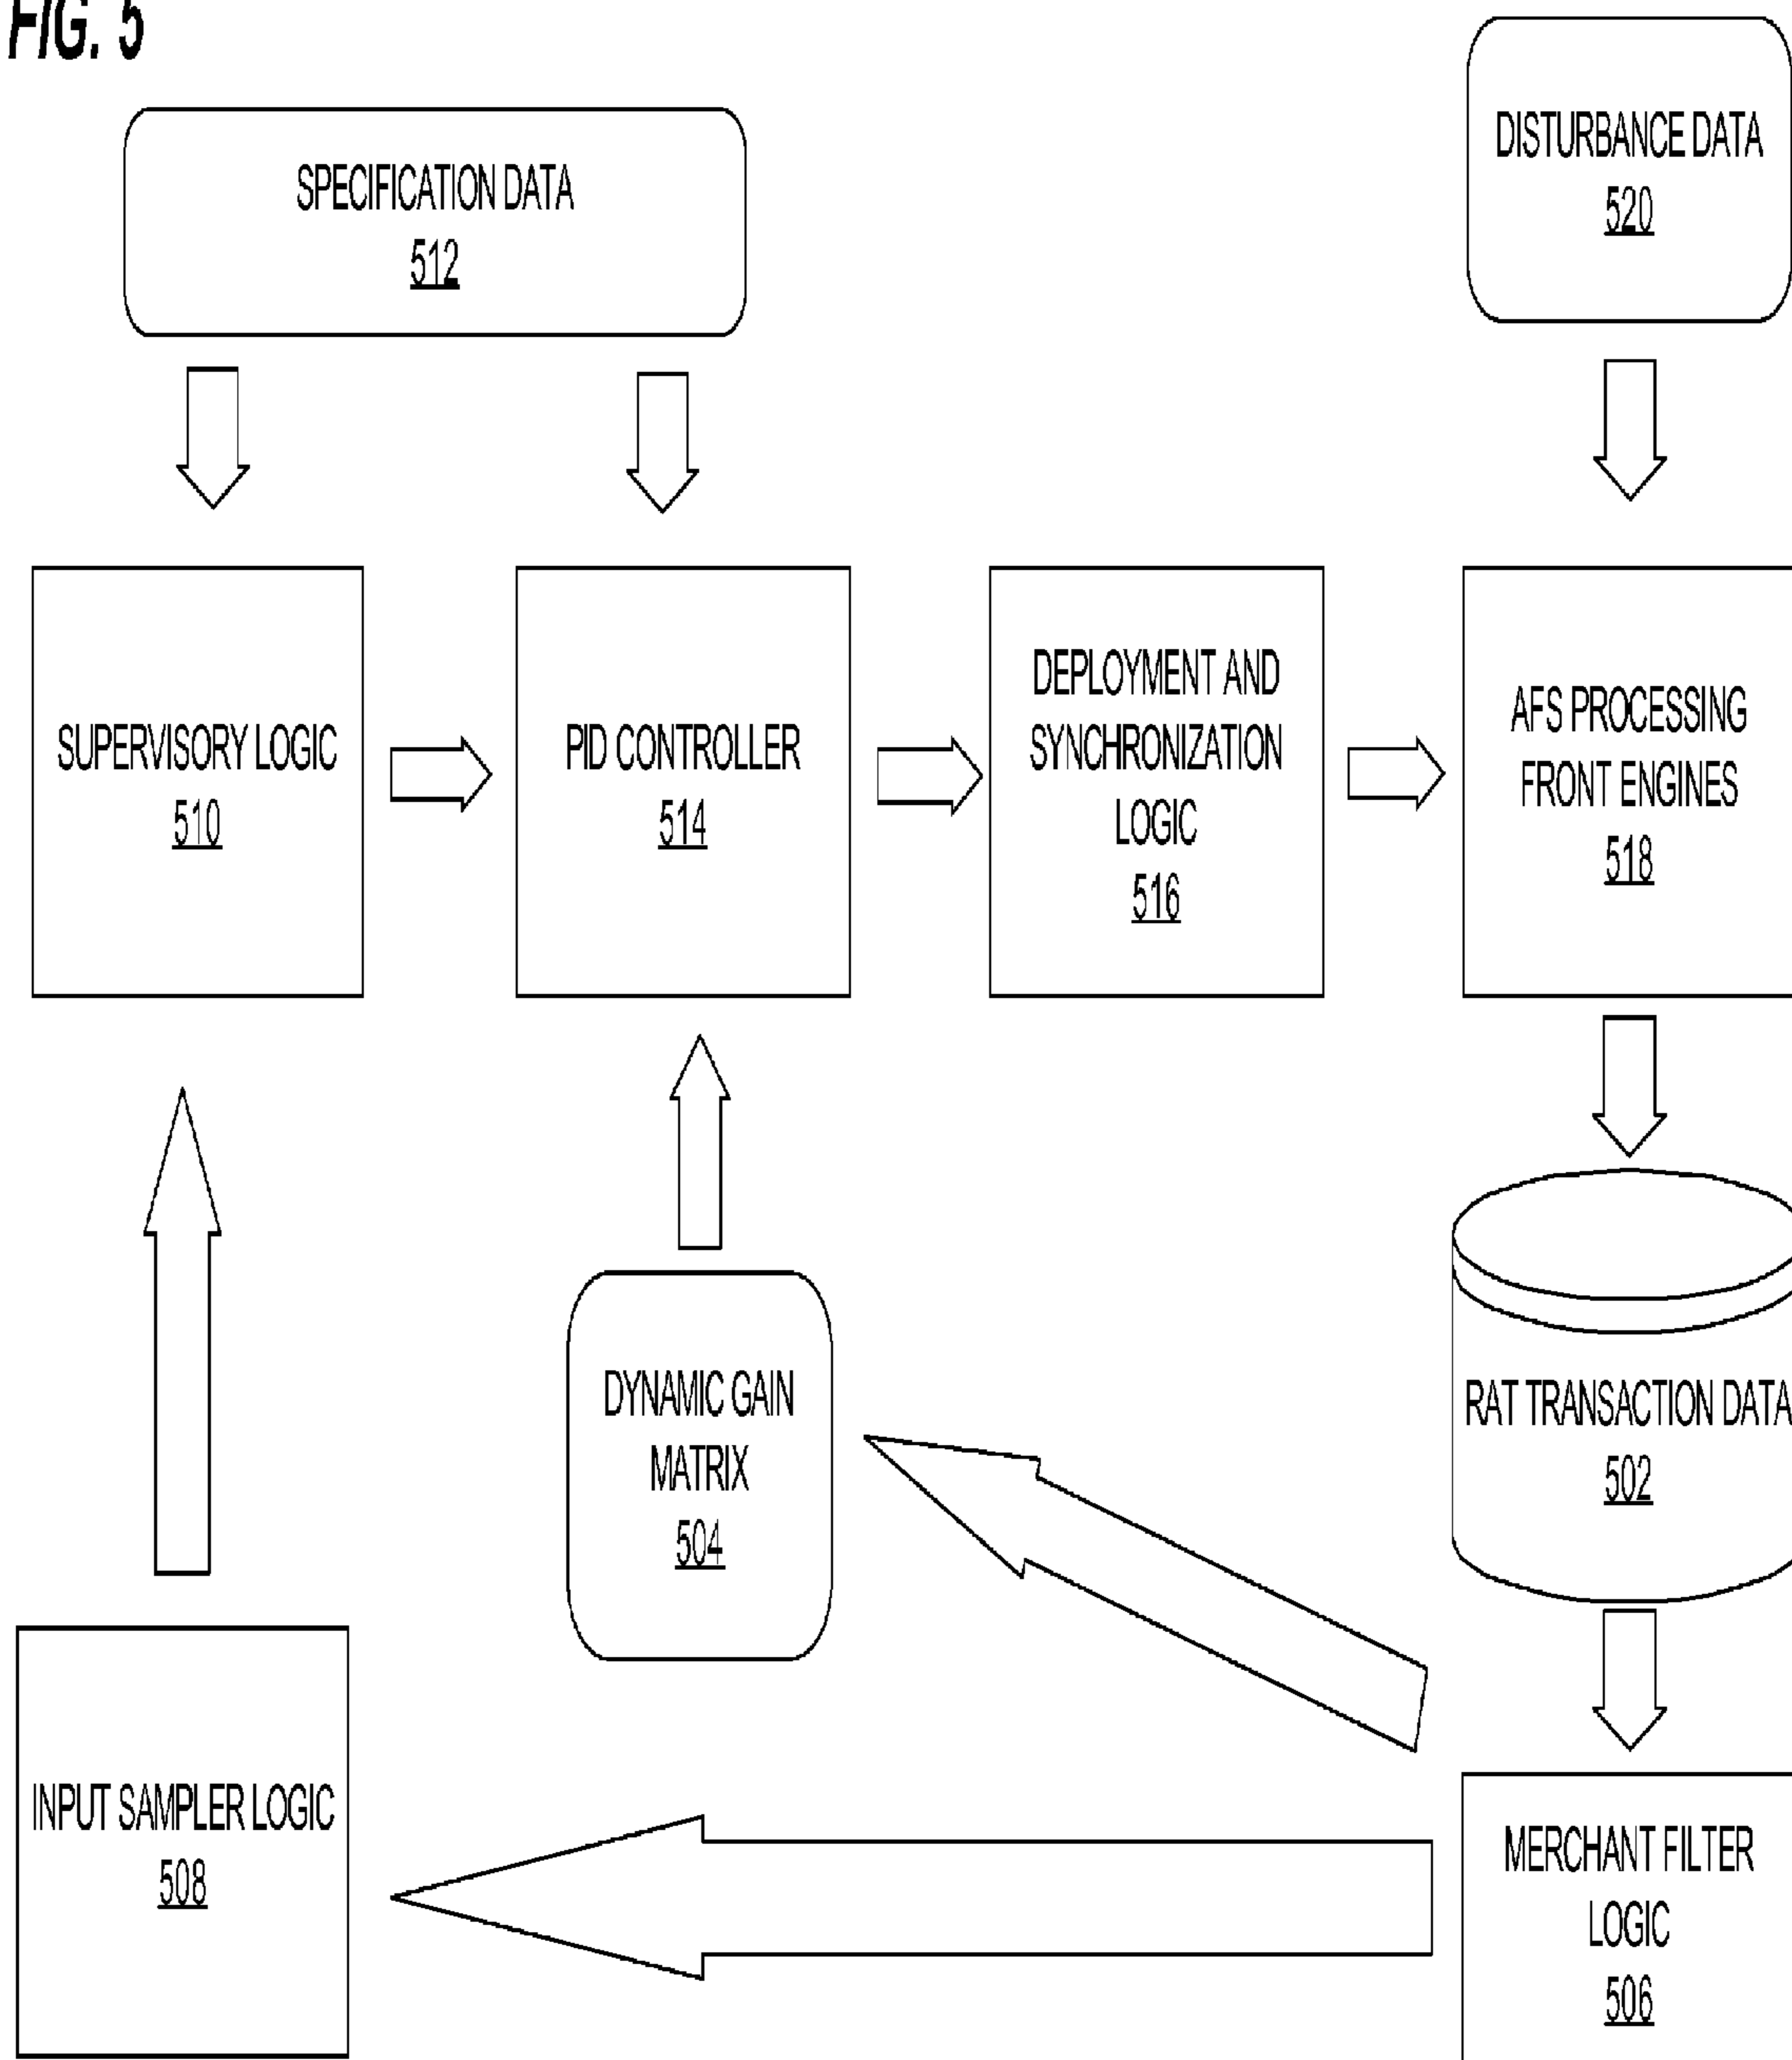 FIG. 5
SPECIFICATION DATA
512
DISTURBANCE DATA
520
SUPERVISORY LOGIC
510
PID CONTROLLER
514
DEPLOYMENT AND
SYNCHRONIZATION
LOGIC
516
AFS PROCESSING
FRONT ENGINES
518
DYNAMIC GAIN
MATRIX
504
RAT TRANSACTION DATA
502
INPUT SAMPLER LOGIC
508
MERCHANT FILTER
LOGIC
506